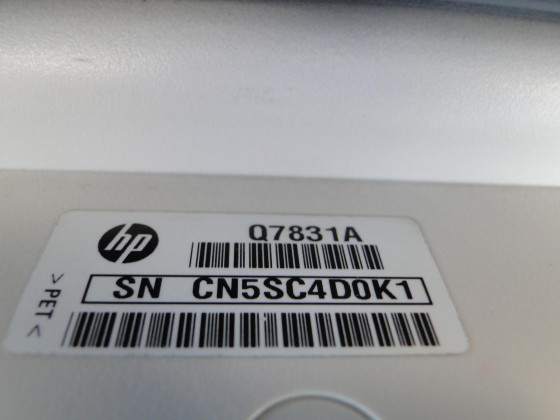 hp
Q7831A
SN CN5SC4D0K1
>PET<